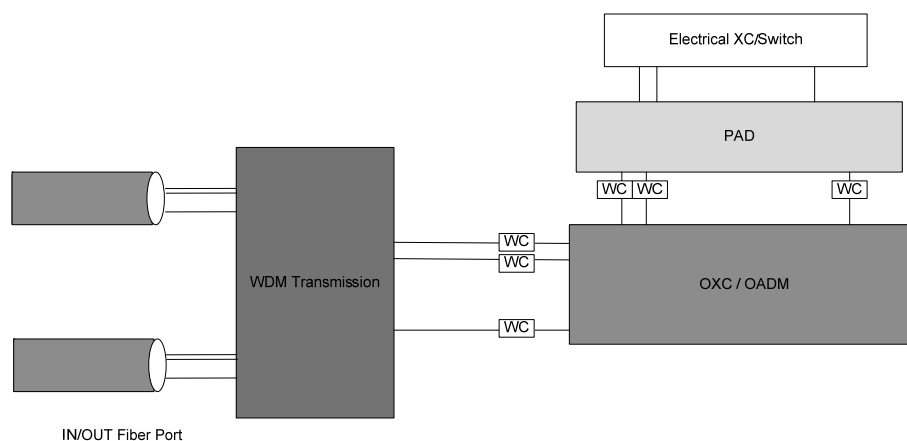 Electrical XC/Switch
PAD
WC WC WC
WC
WC
WDM Transmission
OXC / OADM
WC
IN/OUT Fiber Port